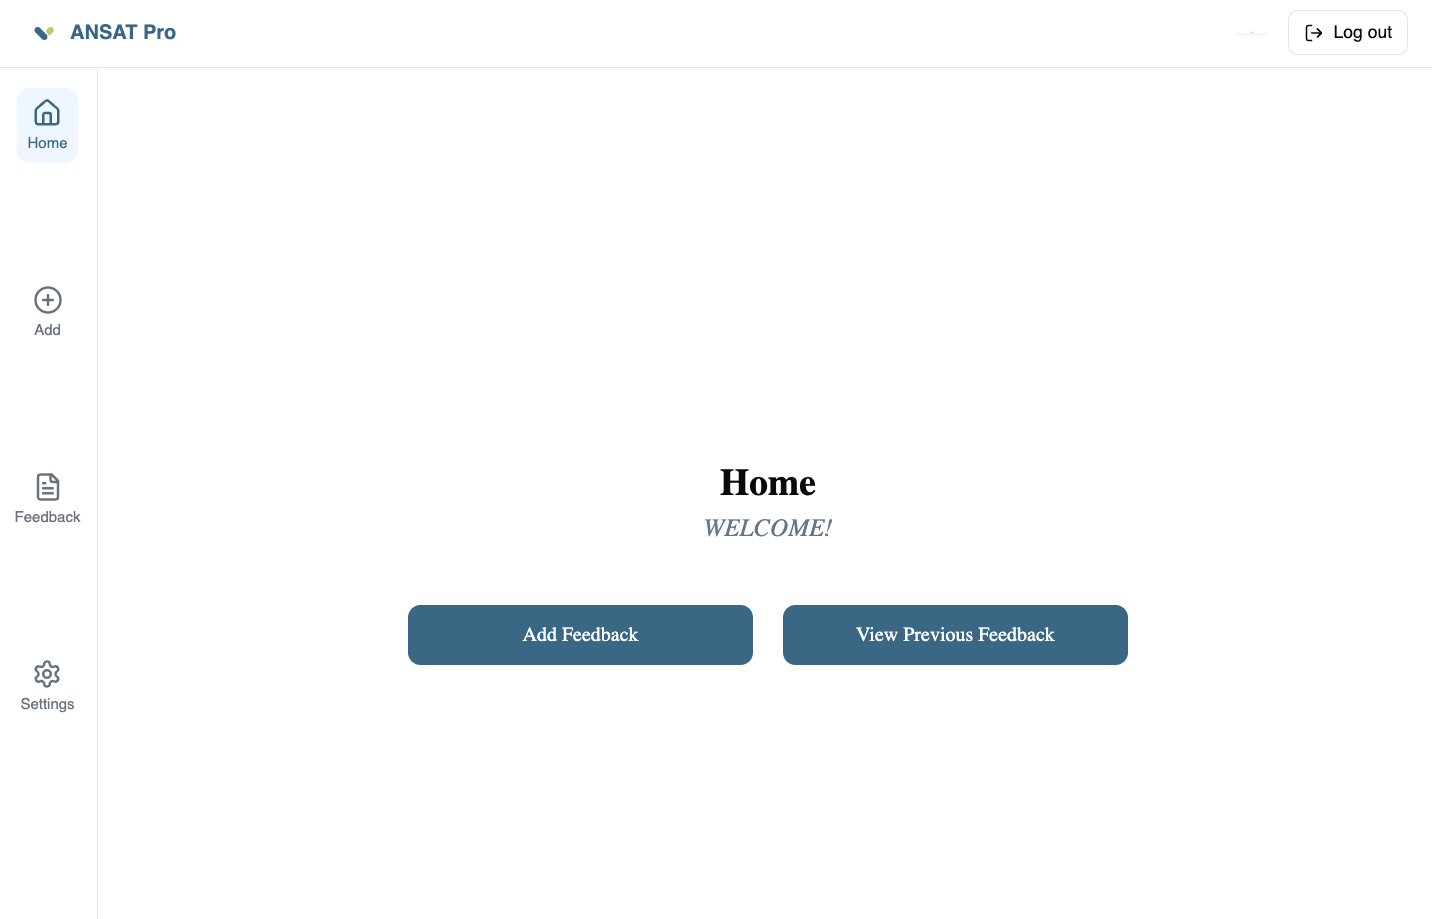 ANSAT Pro
Log out
Home
Add
Feedback
Settings
Home
WELCOME!
Add Feedback
View Previous Feedback